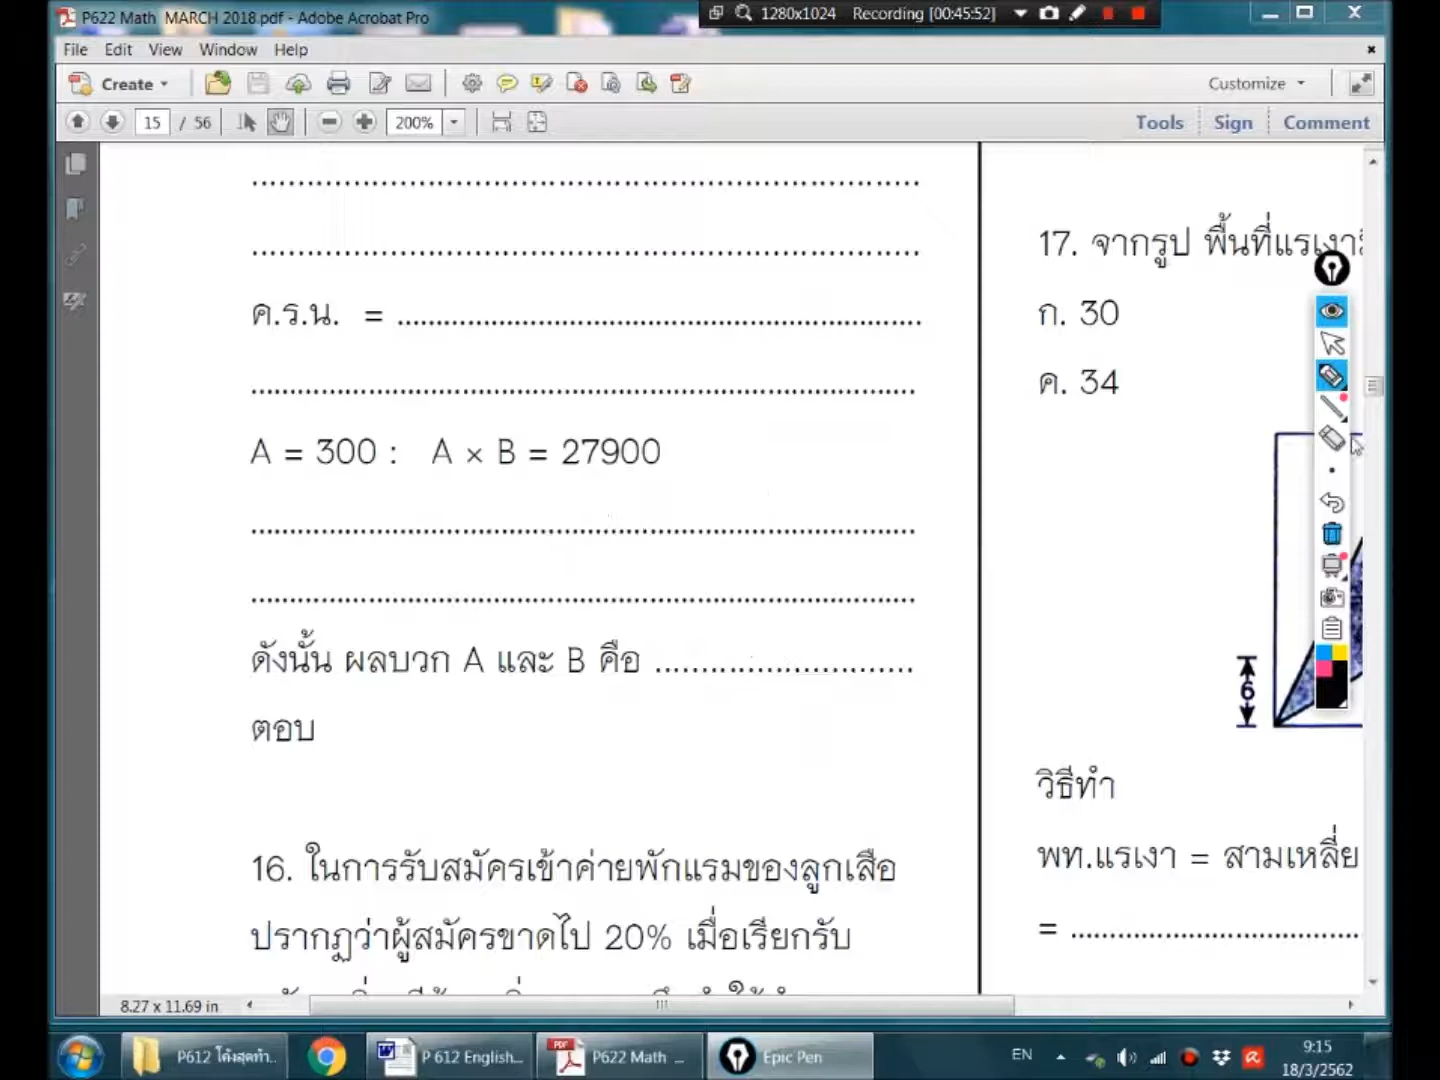 P622 Math MARCH 2018.pdf - Adobe Acrobat Pro
1280x1024 Recording [00:45:52]
File Edit View Window Help
Create Customize
15 / 56 200% Tools Sign Comment
ค.ร.น. = ....................
A = 300 : A × B = 27900
ดังนั้น ผลบวก A และ B คือ ....................
ตอบ
16. ในการรับสมัครเข้าค่ายพักแรมของลูกเสือ
ปรากฏว่าผู้สมัครขาดไป 20% เมื่อเรียกรับ
17. จากรูป พื้นที่แรเงา
ก. 30
ค. 34
6
วิธีทำ
พท.แรเงา = สามเหลี่ย
= ....................
8.27 x 11.69 in
P612 โค้งสุดท้า... P 612 English... P622 Math ... Epic Pen EN 9:15
18/3/2562